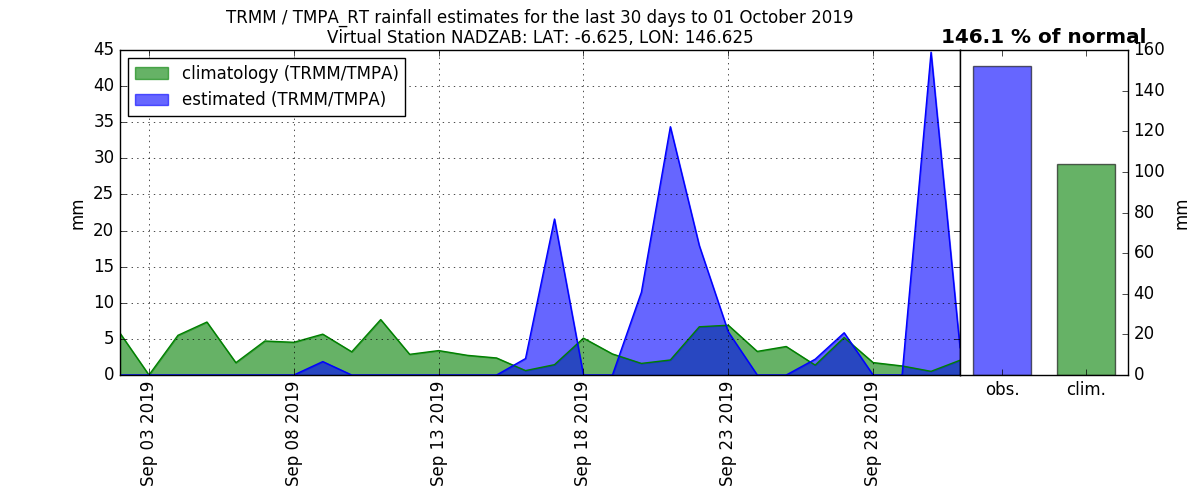 TRMM / TMPA_RT rainfall estimates for the last 30 days to 01 October 2019
Virtual Station NADZAB: LAT: -6.625, LON: 146.625
146.1 % of normal
climatology (TRMM/TMPA)
estimated (TRMM/TMPA)
45
40
35
30
25
20
15
10
5
0
mm
Sep 03 2019
Sep 08 2019
Sep 13 2019
Sep 18 2019
Sep 23 2019
Sep 28 2019
160
140
120
100
80
60
40
20
0
mm
obs.
clim.